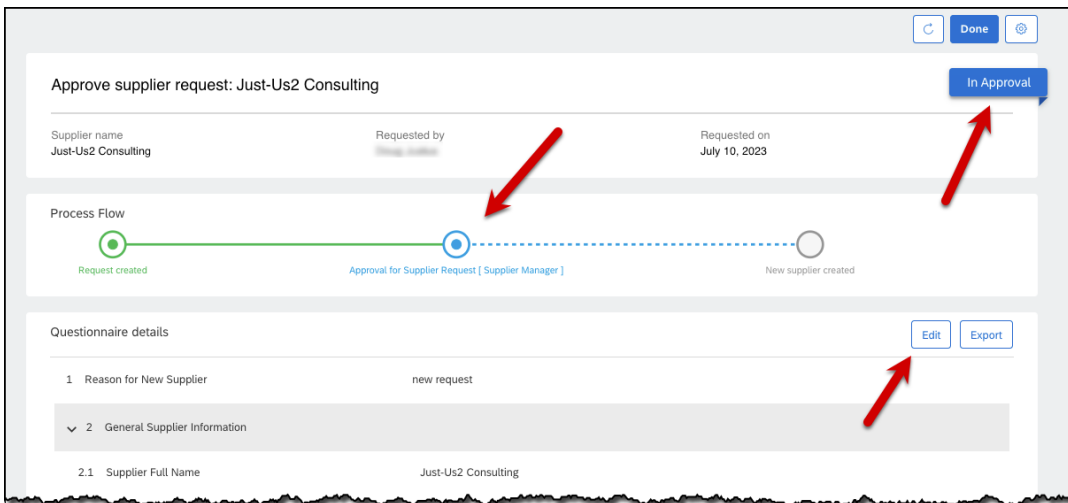 Done
Approve supplier request: Just-Us2 Consulting
In Approval
Supplier name
Requested by
Requested on
Just-Us2 Consulting
July 10, 2023
Process Flow
Request created
Approval for Supplier Request [ Supplier Manager ]
New supplier created
Questionnaire details
Edit
Export
1 Reason for New Supplier
new request
2 General Supplier Information
2.1 Supplier Full Name
Just-Us2 Consulting